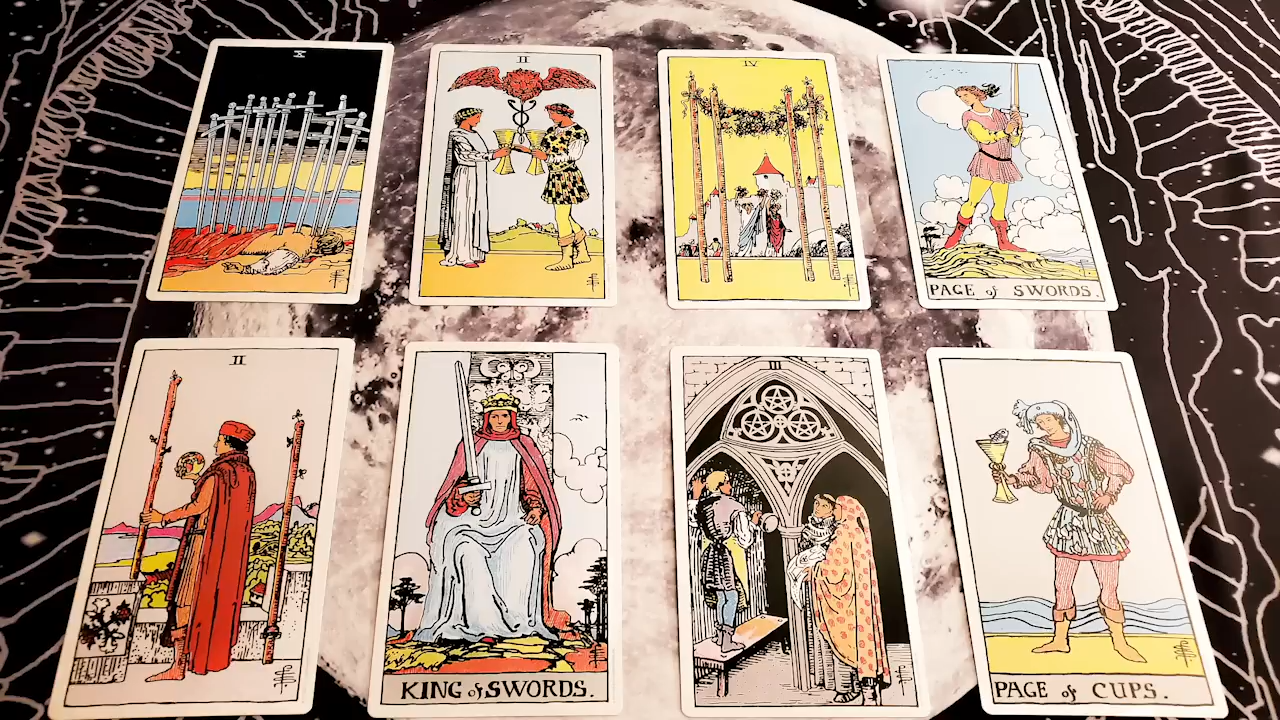 X
II
IV
PAGE of SWORDS.
II
KING of SWORDS.
III
PAGE of CUPS.